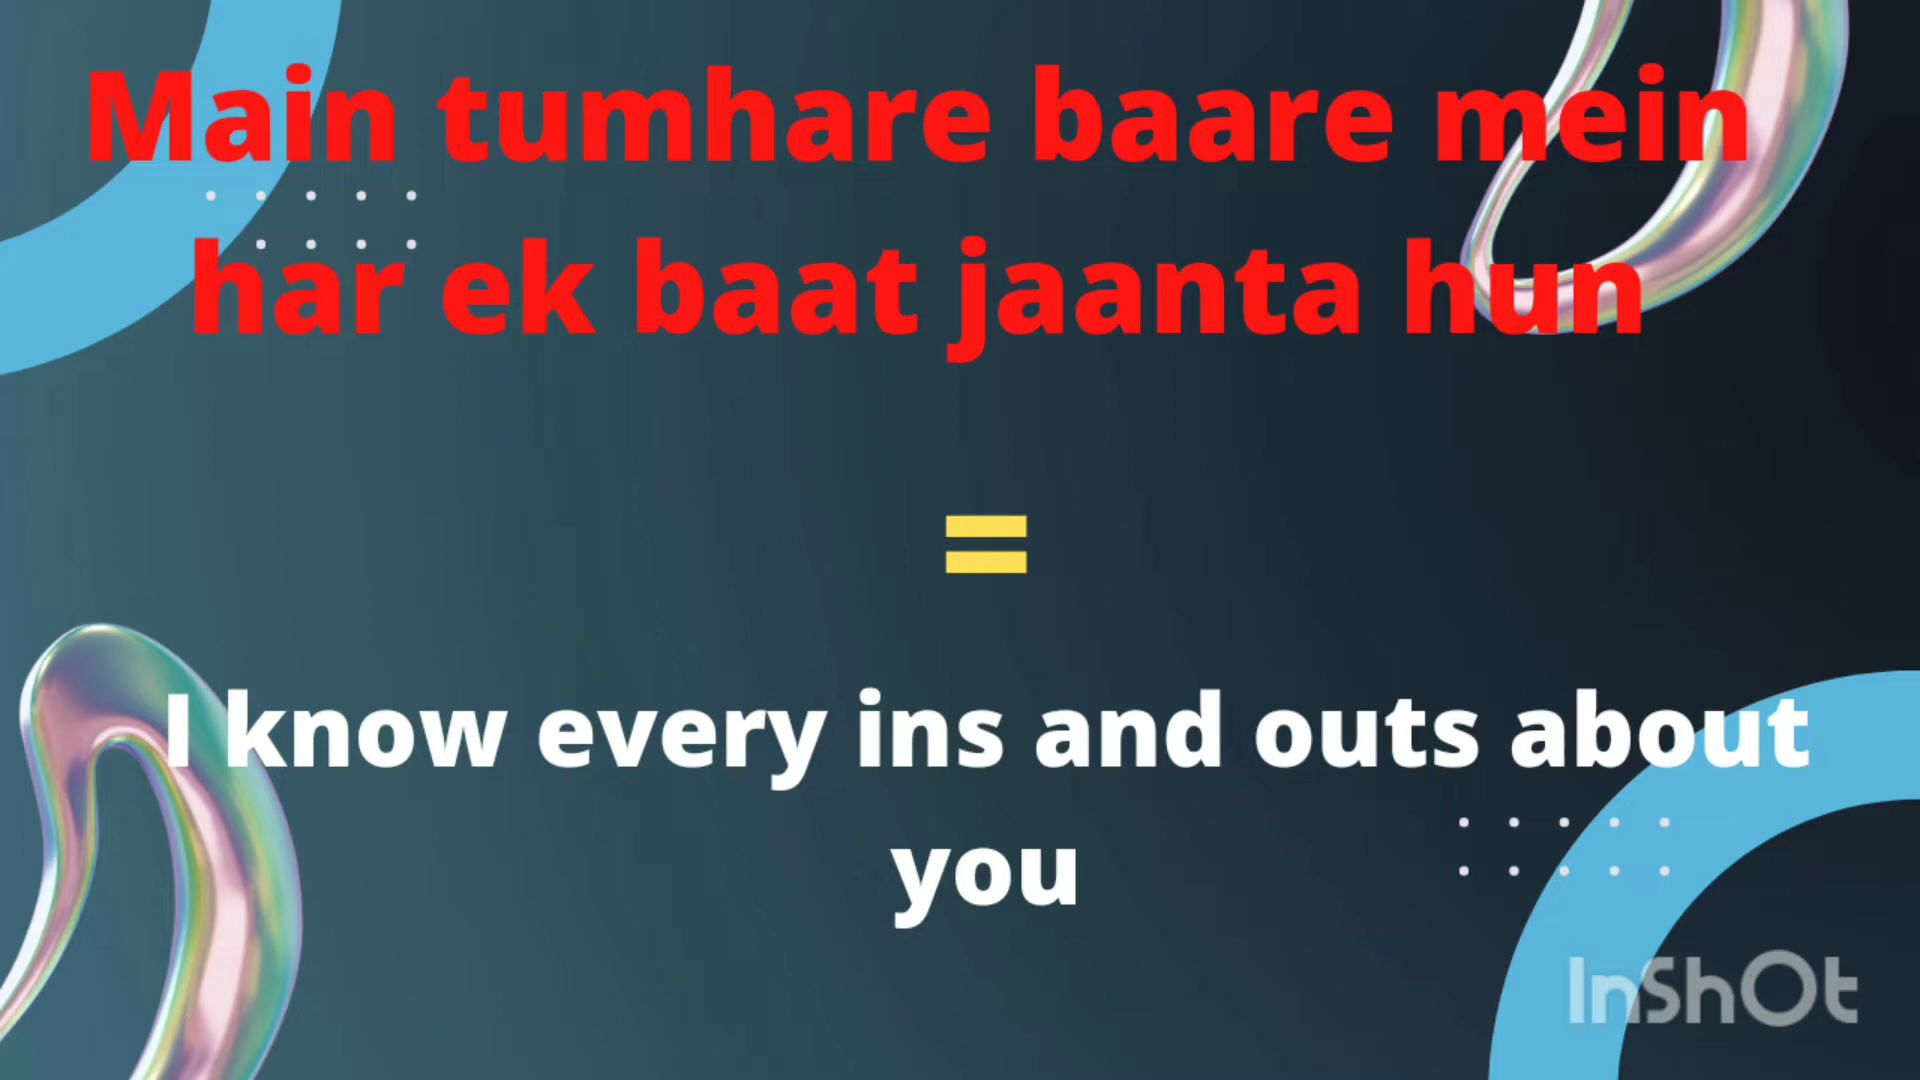 Main tumhare baare mein
har ek baat jaanta hun
=
I know every ins and outs about
you
InShOt